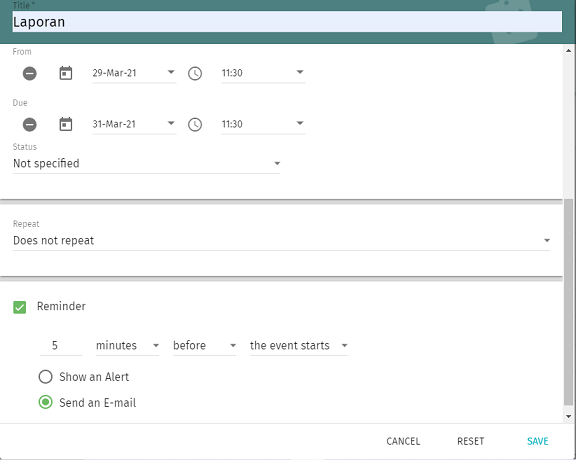 Title *
Laporan
From
29-Mar-21 11:30
Due
31-Mar-21 11:30
Status
Not specified
Repeat
Does not repeat
Reminder
5 minutes before the event starts
Show an Alert
Send an E-mail
CANCEL RESET SAVE